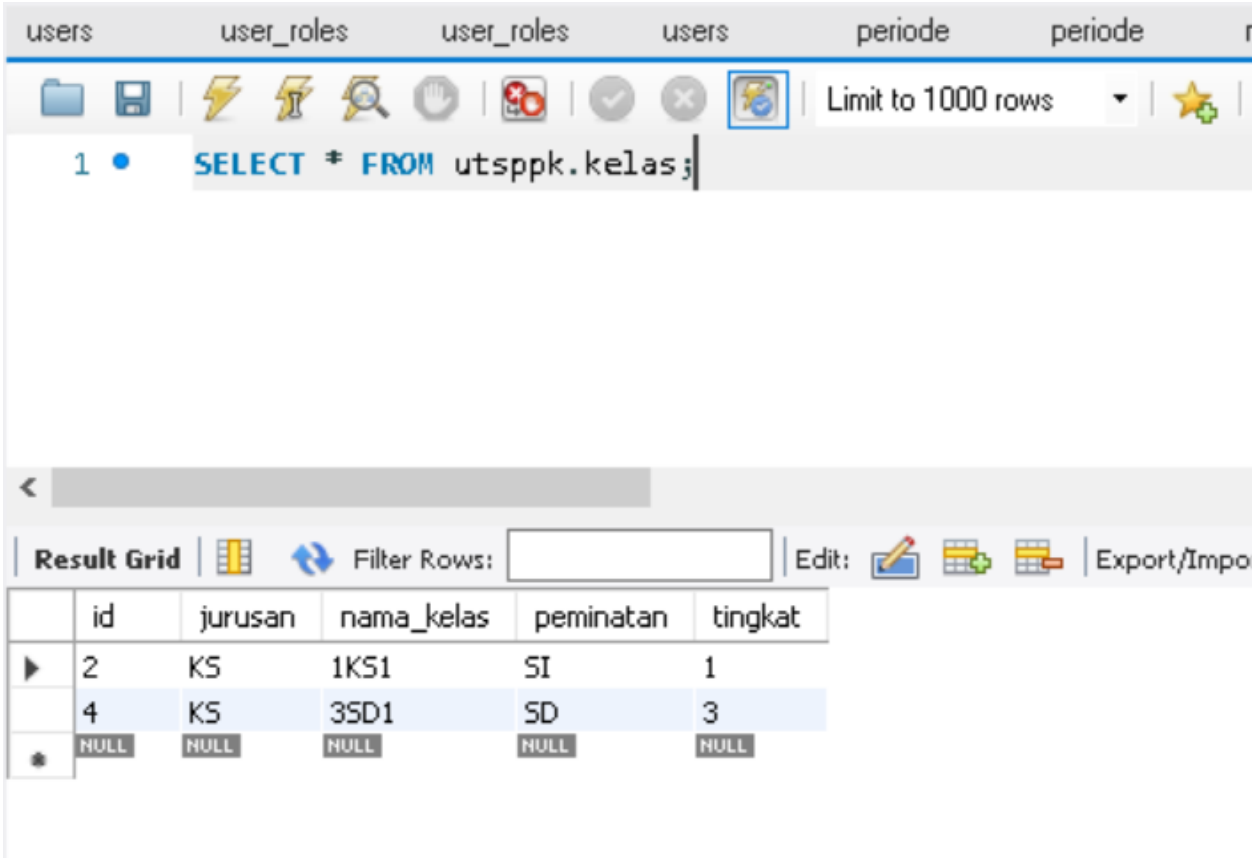 users user_roles user_roles users periode periode
Limit to 1000 rows
1 SELECT * FROM utsppk.kelas;
Result Grid Filter Rows: Edit: Export/Impo
id jurusan nama_kelas peminatan tingkat
2 KS 1KS1 SI 1
4 KS 3SD1 SD 3
NULL NULL NULL NULL NULL